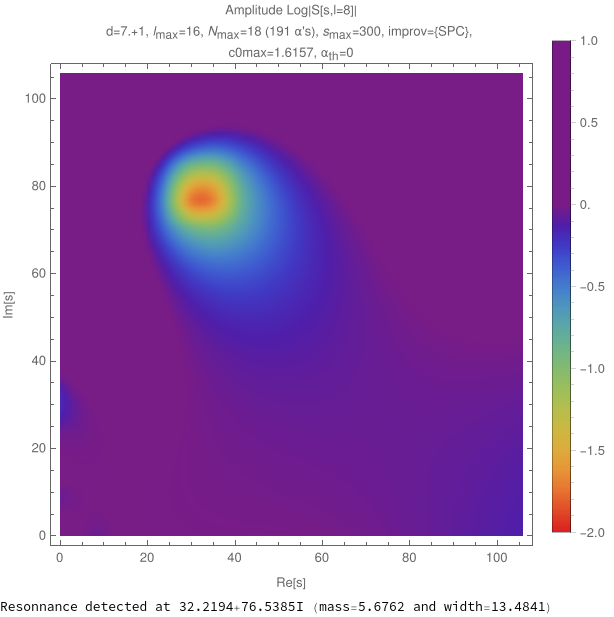 Amplitude Log|S[s,l=8]|
d=7.+1, lmax=16, Nmax=18 (191 α's), smax=300, improv={SPC},
c0max=1.6157, αth=0
100
80
60
40
20
0
Im[s]
0 20 40 60 80 100
Re[s]
1.0
0.5
0.
−0.5
−1.0
−1.5
−2.0
Resonnance detected at 32.2194+76.5385I (mass=5.6762 and width=13.4841)